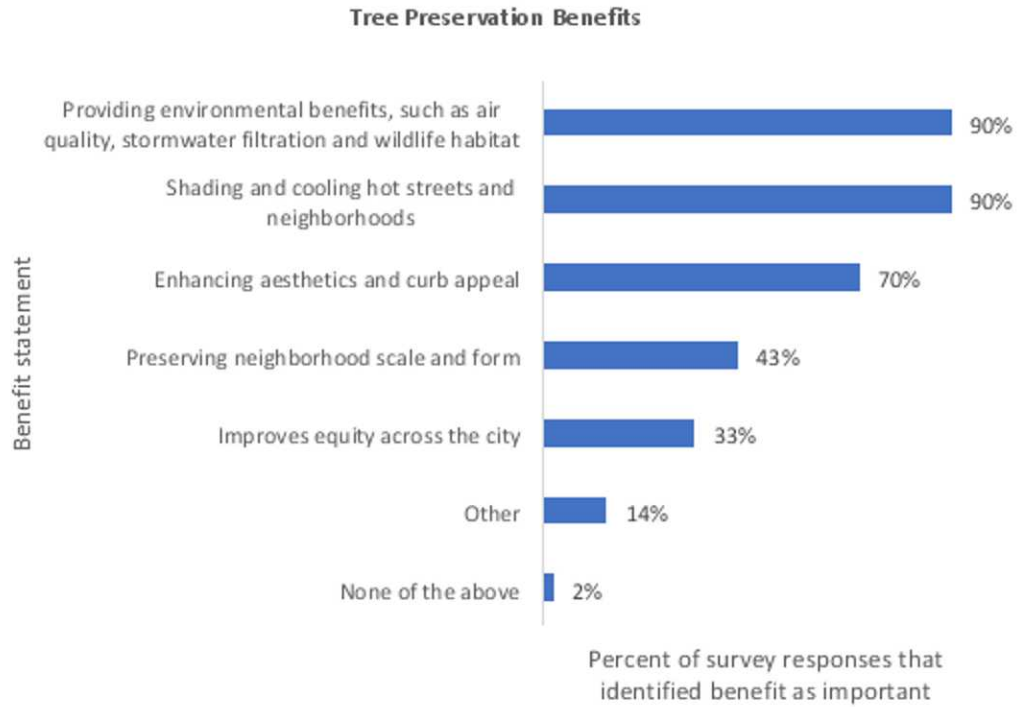 Tree Preservation Benefits
Benefit statement
Providing environmental benefits, such as air
quality, stormwater filtration and wildlife habitat
90%
Shading and cooling hot streets and
neighborhoods
90%
Enhancing aesthetics and curb appeal
70%
Preserving neighborhood scale and form
43%
Improves equity across the city
33%
Other
14%
None of the above
2%
Percent of survey responses that
identified benefit as important